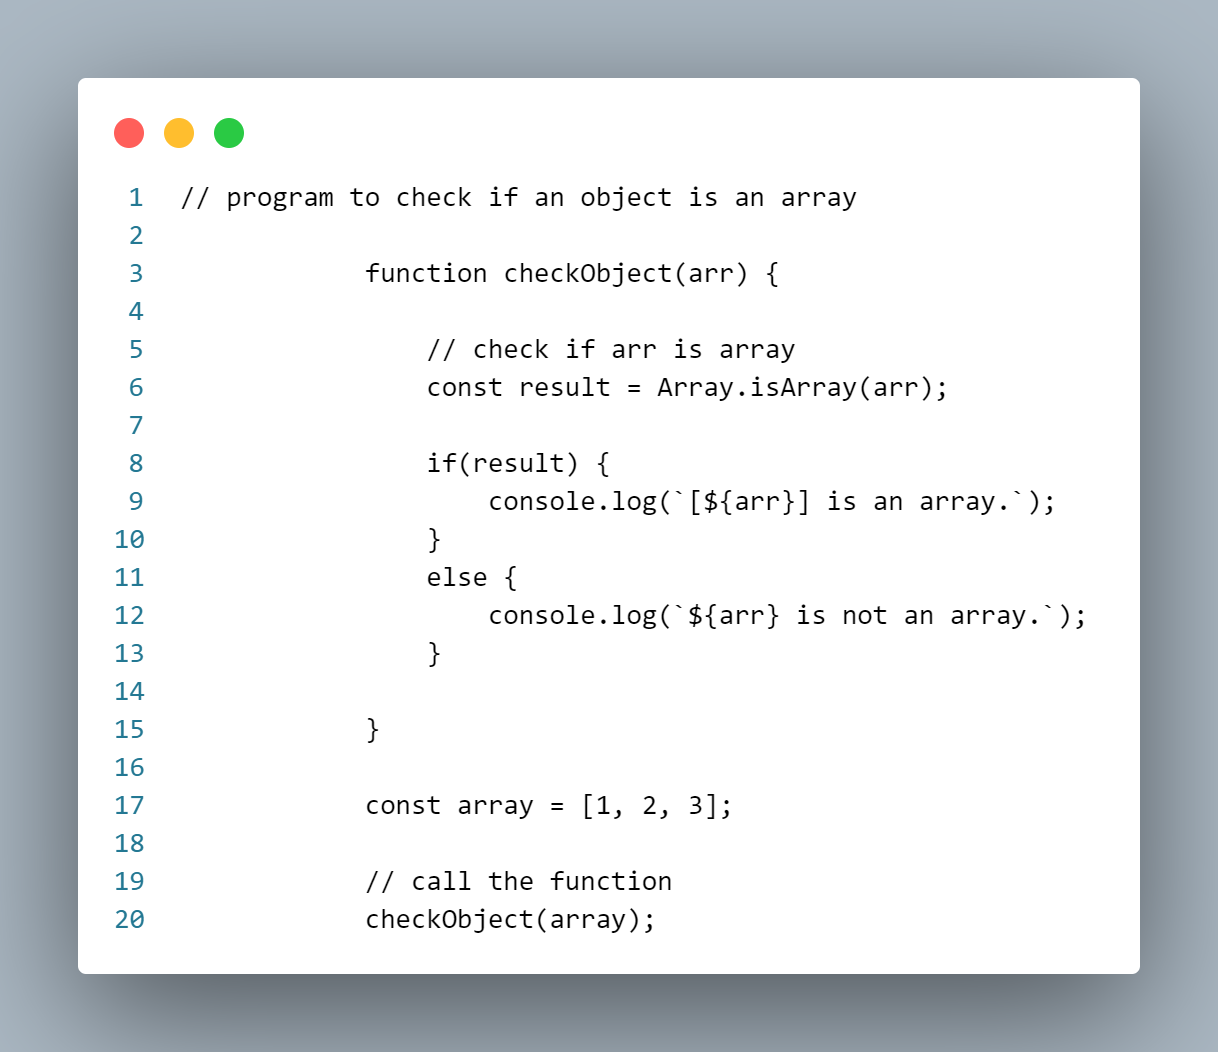 1 // program to check if an object is an array
2
3 function checkObject(arr) {
4
5 // check if arr is array
6 const result = Array.isArray(arr);
7
8 if(result) {
9 console.log(`[${arr}] is an array.`);
10 }
11 else {
12 console.log(`${arr} is not an array.`);
13 }
14
15 }
16
17 const array = [1, 2, 3];
18
19 // call the function
20 checkObject(array);